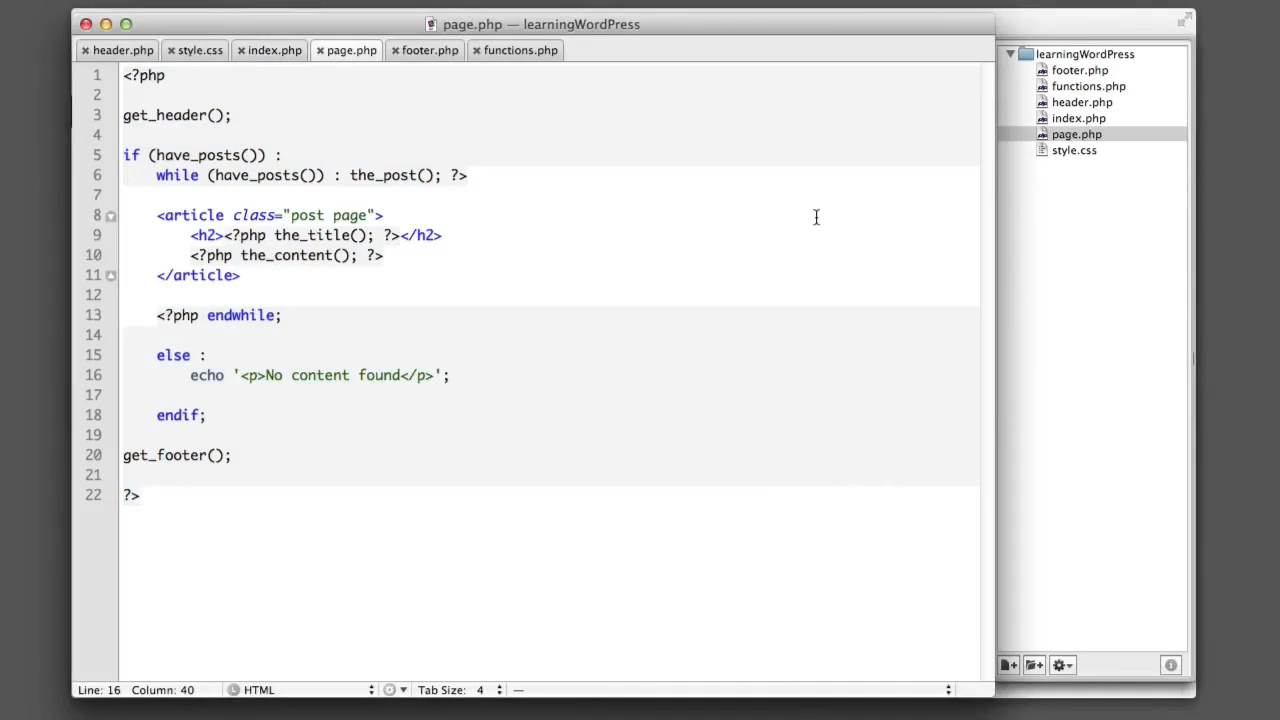 page.php — learningWordPress
header.php
style.css
index.php
page.php
footer.php
functions.php
1 <?php
2
3 get_header();
4
5 if (have_posts()) :
6 while (have_posts()) : the_post(); ?>
7
8 <article class="post page">
9 <h2><?php the_title(); ?></h2>
10 <?php the_content(); ?>
11 </article>
12
13 <?php endwhile;
14
15 else :
16 echo '<p>No content found</p>';
17
18 endif;
19
20 get_footer();
21
22 ?>
Line: 16 Column: 40
HTML
Tab Size: 4
—
learningWordPress
footer.php
functions.php
header.php
index.php
page.php
style.css